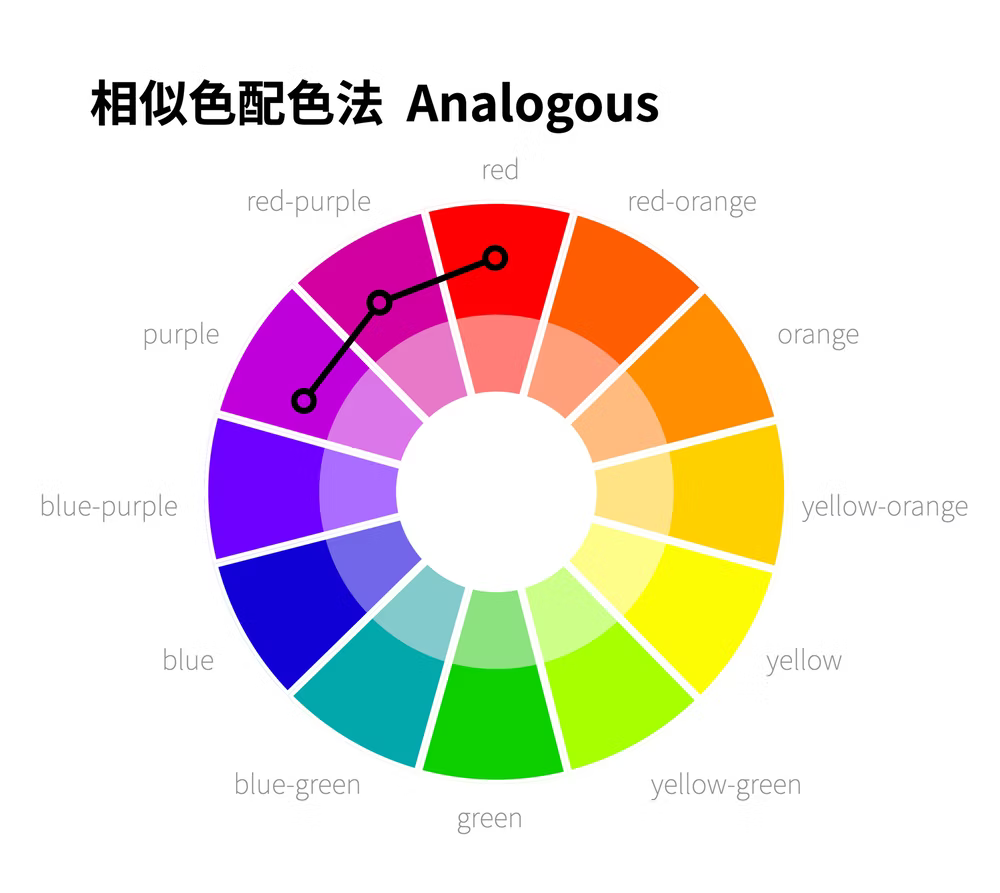 相似色配色法 Analogous
red
red-purple
red-orange
purple
orange
blue-purple
yellow-orange
blue
yellow
blue-green
yellow-green
green